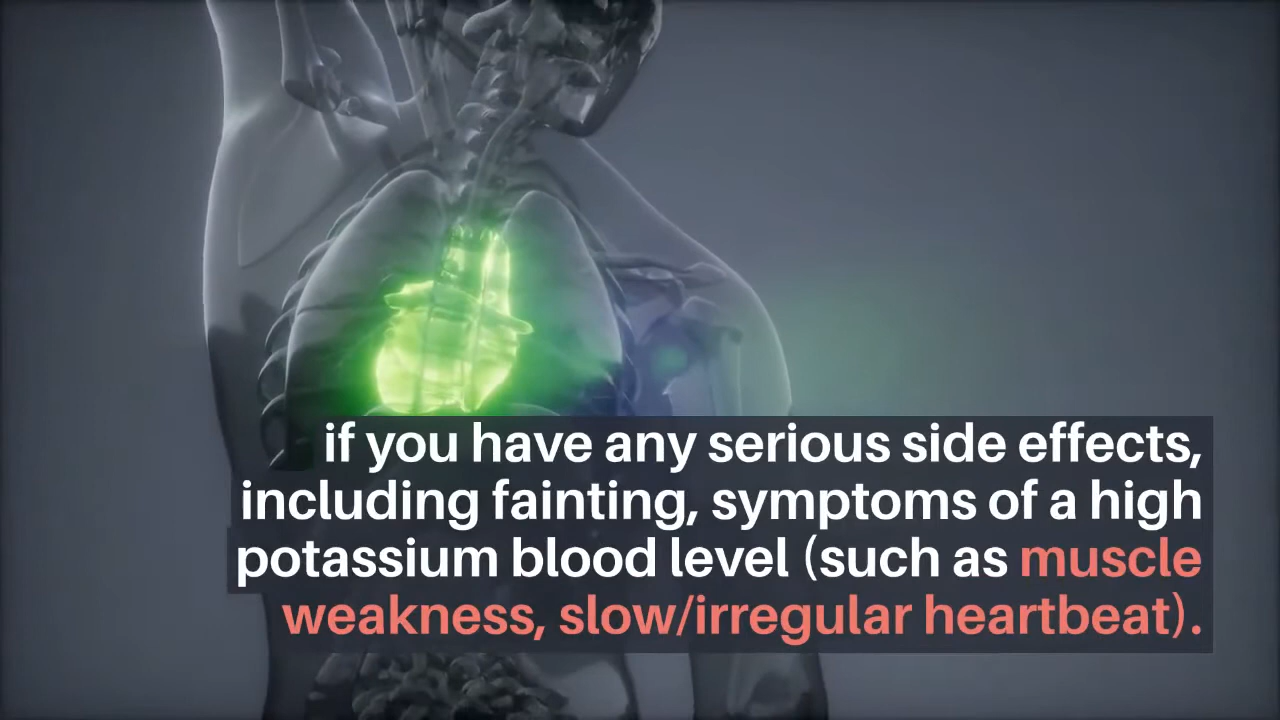 if you have any serious side effects,
including fainting, symptoms of a high
potassium blood level (such as muscle
weakness, slow/irregular heartbeat).